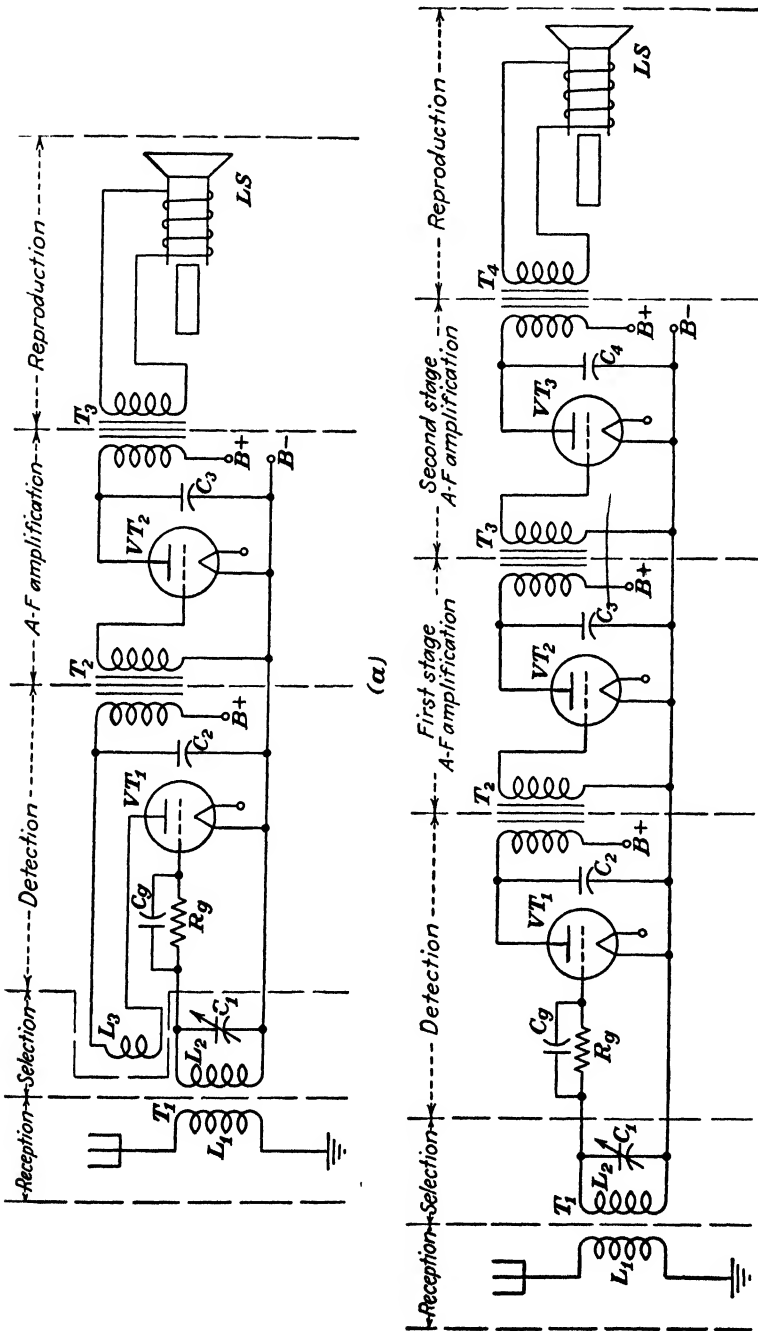 Reception
Selection
Detection
A-F amplification
Reproduction
T1
L1
L2
C1
L3
Cg
Rg
VT1
C2
B+
T2
VT2
C3
B+
B-
T3
LS
(a)
Reception
Selection
Detection
First stage
A-F amplification
Second stage
A-F amplification
Reproduction
T1
L1
L2
C1
Cg
Rg
VT1
C2
B+
T2
VT2
C3
B+
T3
VT3
C4
B+
B-
T4
LS